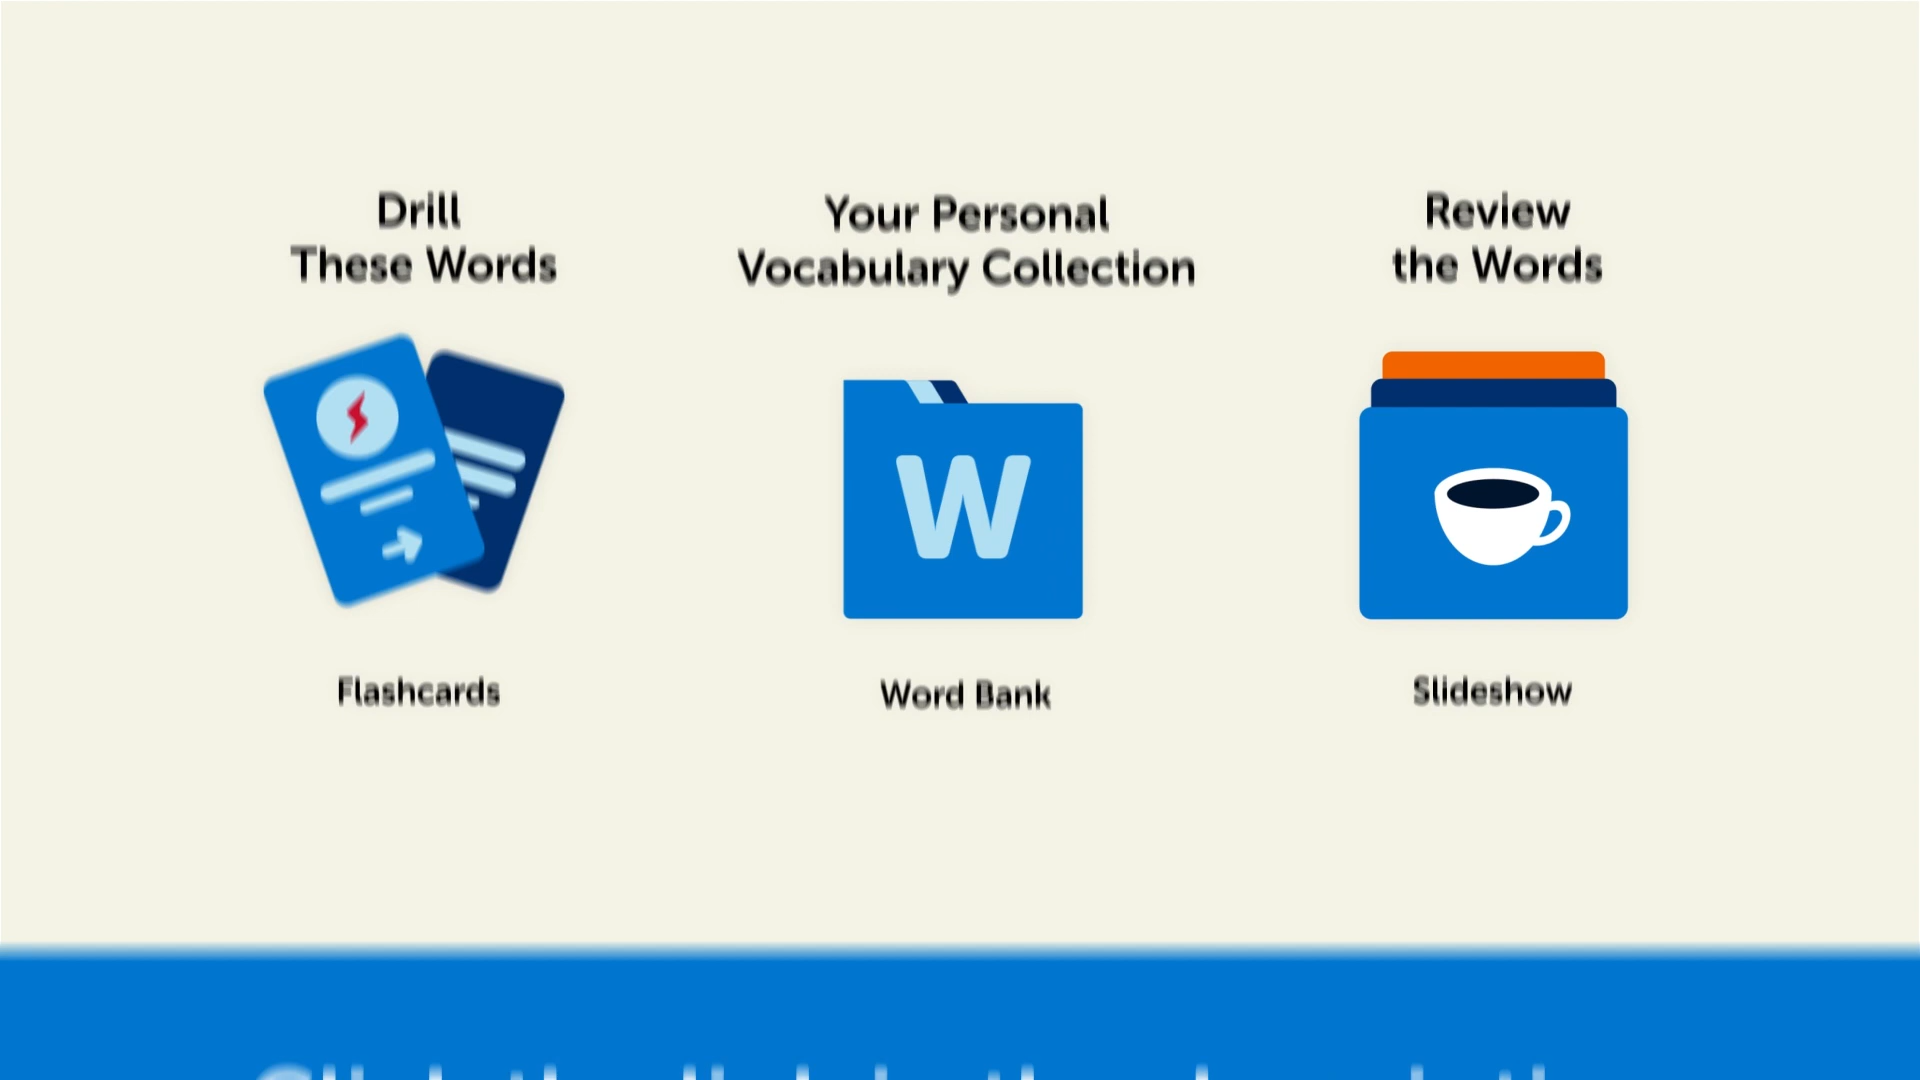 Drill
These Words
Your Personal
Vocabulary Collection
Review
the Words
W
Flashcards
Word Bank
Slideshow